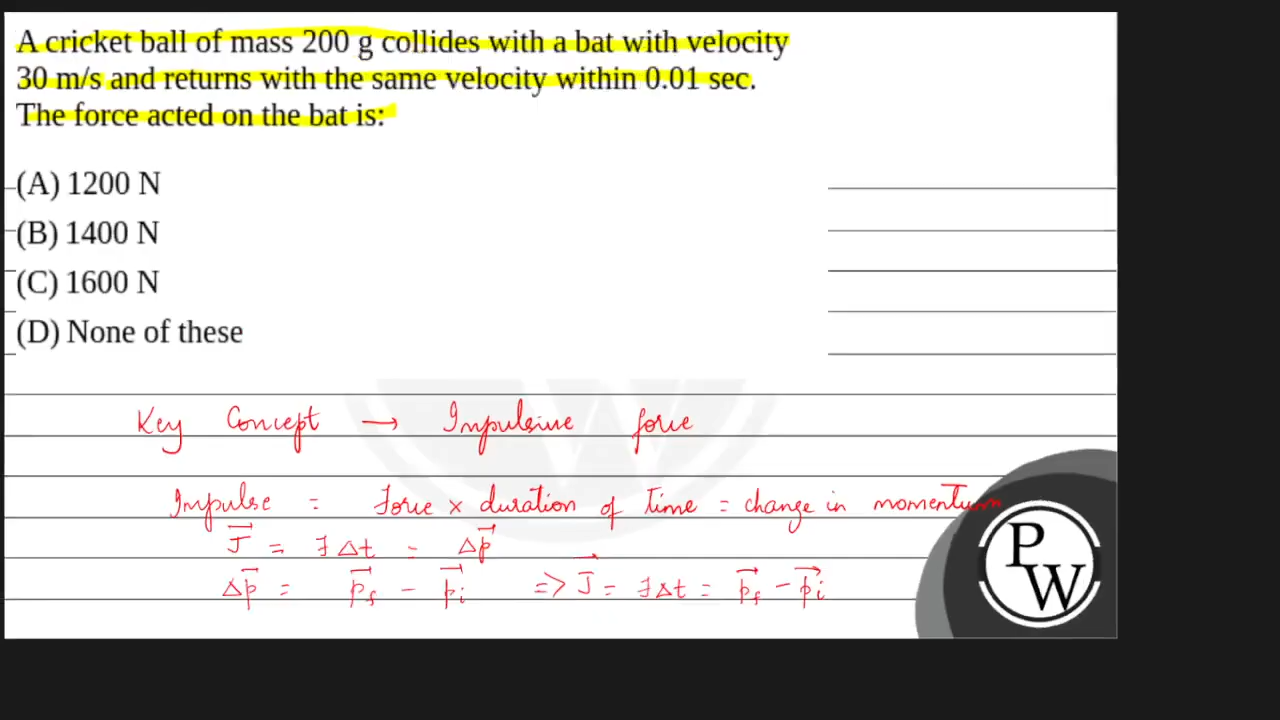 A cricket ball of mass 200 g collides with a bat with velocity
30 m/s and returns with the same velocity within 0.01 sec.
The force acted on the bat is:
(A) 1200 N
(B) 1400 N
(C) 1600 N
(D) None of these
Key Concept → Impulsive force
Impulse = Force × duration of time = change in momentum
J⃗ = F Δt = Δp⃗
Δp⃗ = p⃗f - p⃗i => J⃗ = FΔt = p⃗f - p⃗i
P
W